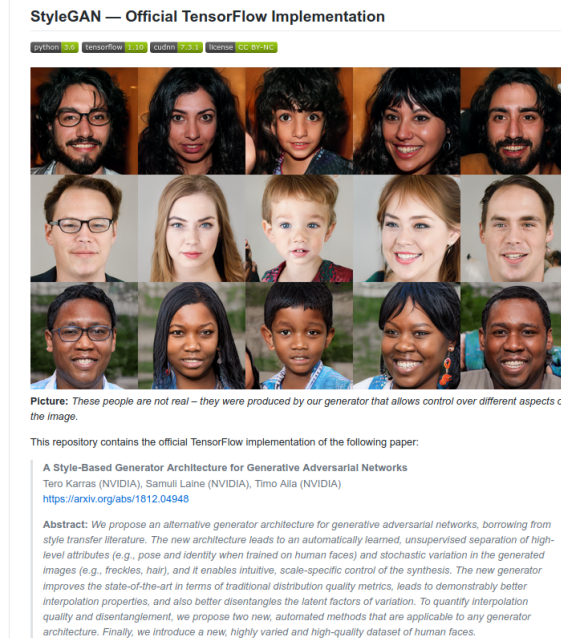 StyleGAN — Official TensorFlow Implementation
python 3.6 tensorflow 1.10 cudnn 7.3.1 license CC BY-NC
Picture: These people are not real – they were produced by our generator that allows control over different aspects o
the image.
This repository contains the official TensorFlow implementation of the following paper:
A Style-Based Generator Architecture for Generative Adversarial Networks
Tero Karras (NVIDIA), Samuli Laine (NVIDIA), Timo Aila (NVIDIA)
https://arxiv.org/abs/1812.04948
Abstract: We propose an alternative generator architecture for generative adversarial networks, borrowing from
style transfer literature. The new architecture leads to an automatically learned, unsupervised separation of high-
level attributes (e.g., pose and identity when trained on human faces) and stochastic variation in the generated
images (e.g., freckles, hair), and it enables intuitive, scale-specific control of the synthesis. The new generator
improves the state-of-the-art in terms of traditional distribution quality metrics, leads to demonstrably better
interpolation properties, and also better disentangles the latent factors of variation. To quantify interpolation
quality and disentanglement, we propose two new, automated methods that are applicable to any generator
architecture. Finally, we introduce a new, highly varied and high-quality dataset of human faces.